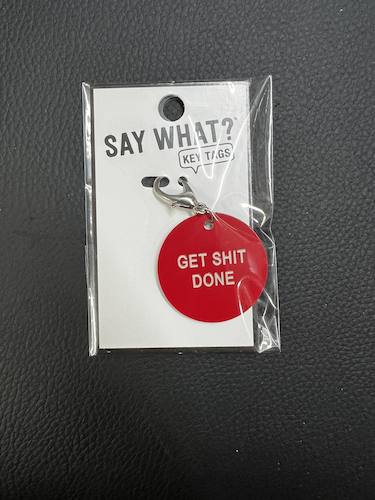 SAY WHAT?
KEY TAGS
GET SHIT
DONE